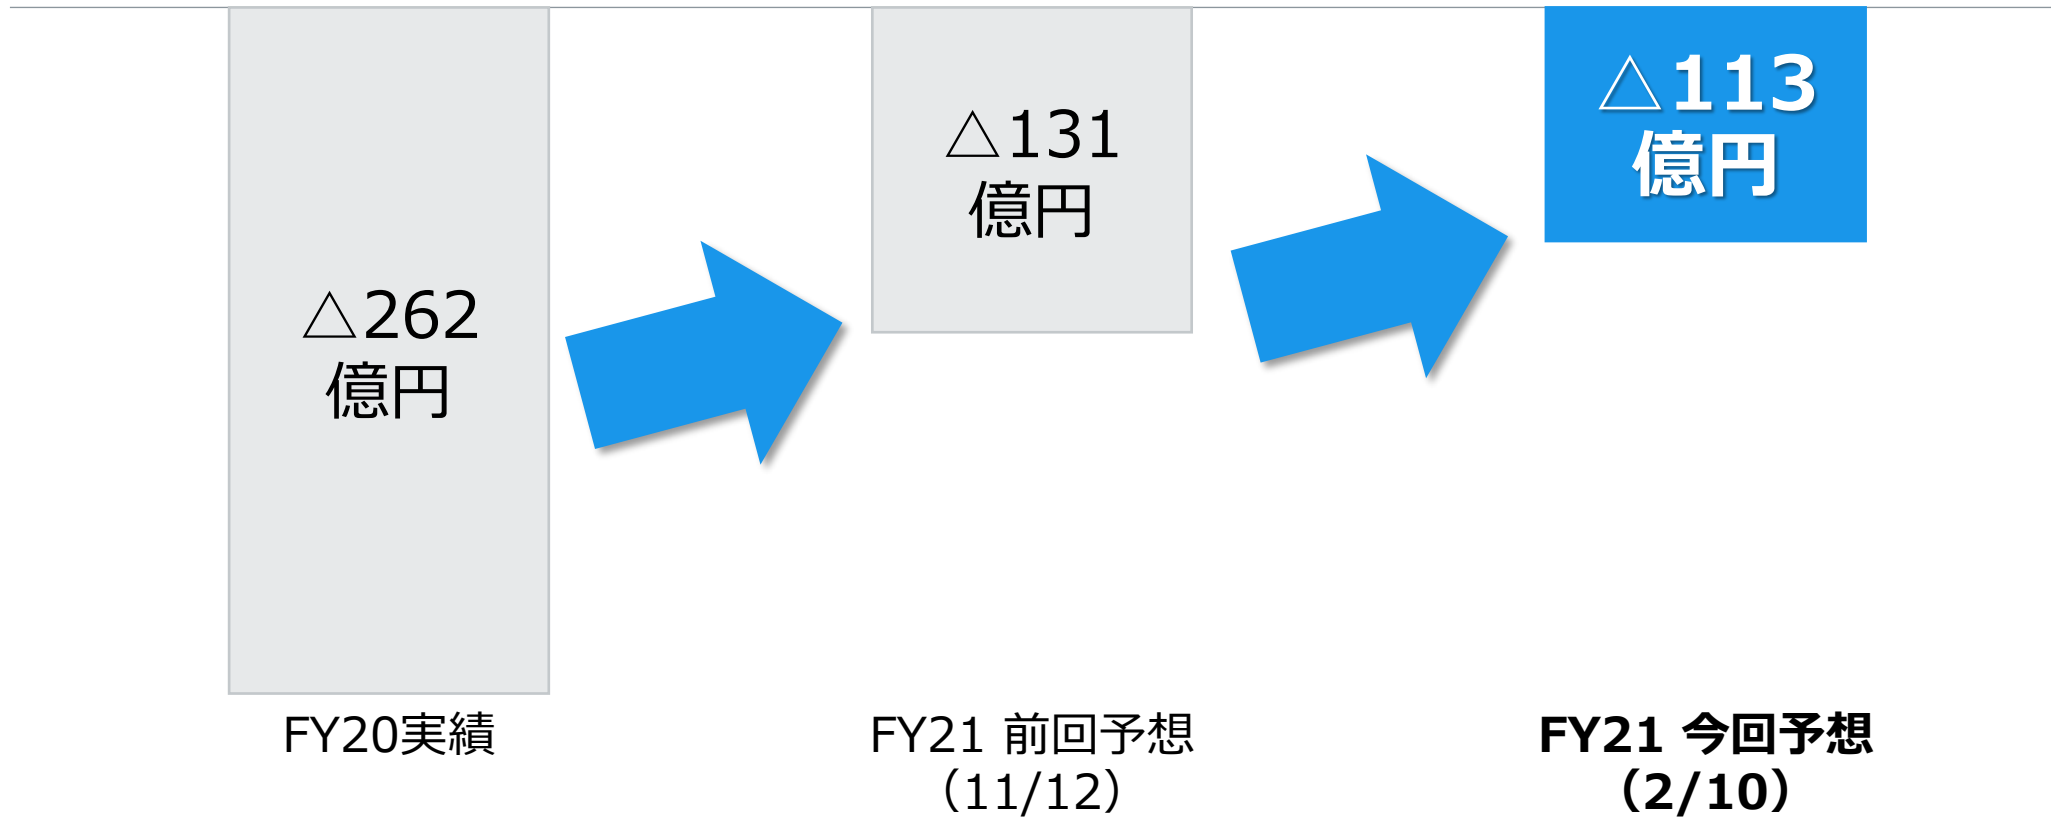 △262
億円
△131
億円
△113
億円
FY20実績
FY21 前回予想
（11/12）
FY21 今回予想
（2/10）